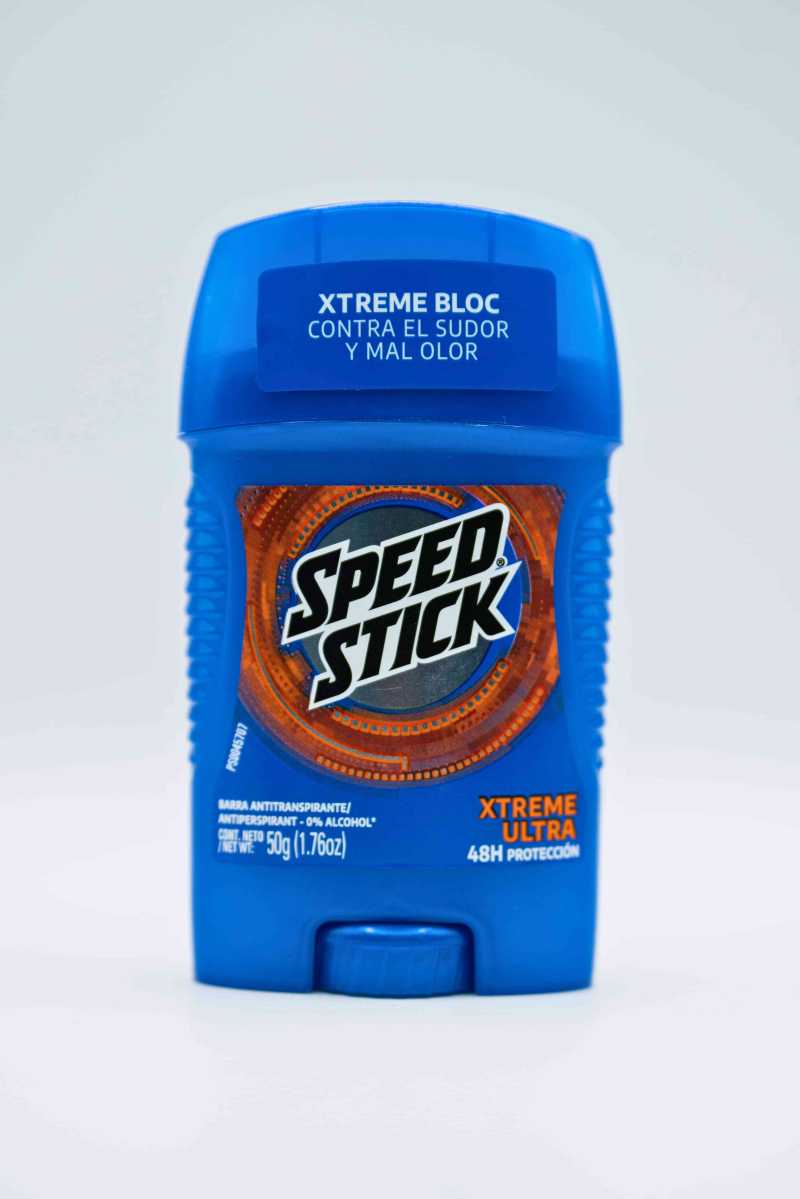 XTREME BLOC
CONTRA EL SUDOR
Y MAL OLOR
SPEED®
STICK
PS0045707
BARRA ANTITRANSPIRANTE/
ANTIPERSPIRANT - 0% ALCOHOL*
CONT. NETO
/ NET WT: 50g (1.76oz)
XTREME
ULTRA
48H PROTECCIÓN